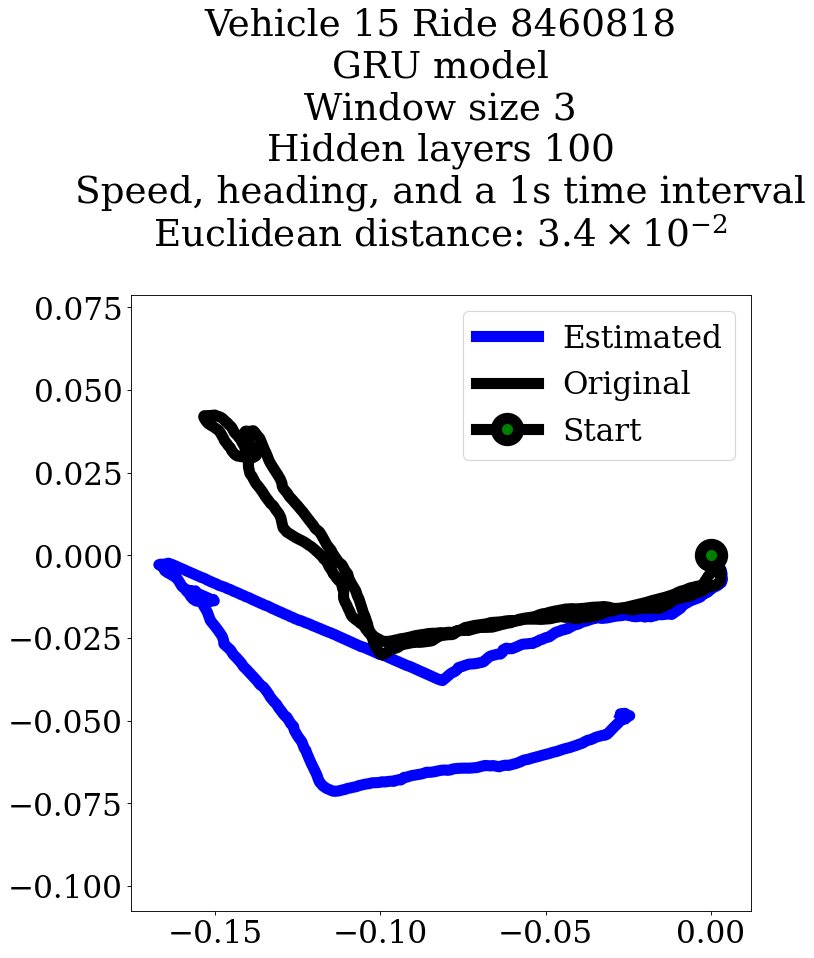 Vehicle 15 Ride 8460818
GRU model
Window size 3
Hidden layers 100
Speed, heading, and a 1s time interval
Euclidean distance: 3.4 × 10⁻²
Estimated
Original
Start
0.075
0.050
0.025
0.000
−0.025
−0.050
−0.075
−0.100
−0.15
−0.10
−0.05
0.00